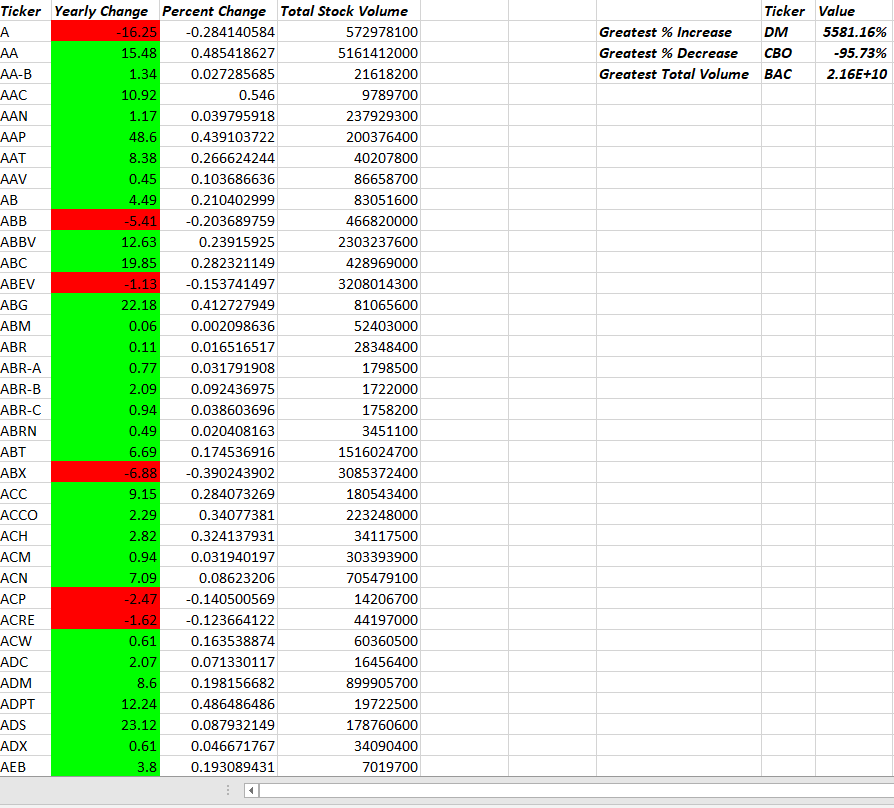 Ticker Yearly Change Percent Change Total Stock Volume Ticker Value
A -16.25 -0.284140584 572978100 Greatest % Increase DM 5581.16%
AA 15.48 0.485418627 5161412000 Greatest % Decrease CBO -95.73%
AA-B 1.34 0.027285685 21618200 Greatest Total Volume BAC 2.16E+10
AAC 10.92 0.546 9789700
AAN 1.17 0.039795918 237929300
AAP 48.6 0.439103722 200376400
AAT 8.38 0.266624244 40207800
AAV 0.45 0.103686636 86658700
AB 4.49 0.210402999 83051600
ABB -5.41 -0.203689759 466820000
ABBV 12.63 0.23915925 2303237600
ABC 19.85 0.282321149 428969000
ABEV -1.13 -0.153741497 3208014300
ABG 22.18 0.412727949 81065600
ABM 0.06 0.002098636 52403000
ABR 0.11 0.016516517 28348400
ABR-A 0.77 0.031791908 1798500
ABR-B 2.09 0.092436975 1722000
ABR-C 0.94 0.038603696 1758200
ABRN 0.49 0.020408163 3451100
ABT 6.69 0.174536916 1516024700
ABX -6.88 -0.390243902 3085372400
ACC 9.15 0.284073269 180543400
ACCO 2.29 0.34077381 223248000
ACH 2.82 0.324137931 34117500
ACM 0.94 0.031940197 303393900
ACN 7.09 0.08623206 705479100
ACP -2.47 -0.140500569 14206700
ACRE -1.62 -0.123664122 44197000
ACW 0.61 0.163538874 60360500
ADC 2.07 0.071330117 16456400
ADM 8.6 0.198156682 899905700
ADPT 12.24 0.486486486 19722500
ADS 23.12 0.087932149 178760600
ADX 0.61 0.046671767 34090400
AEB 3.8 0.193089431 7019700